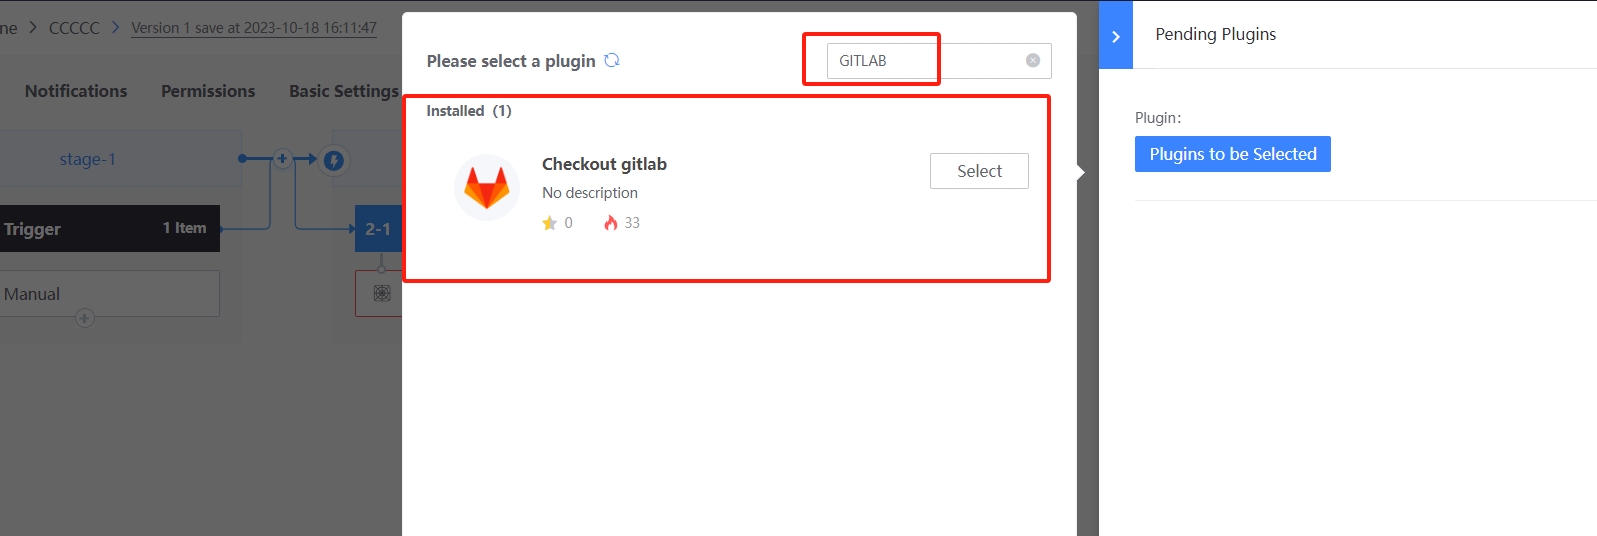 ne > CCCCC > Version 1 save at 2023-10-18 16:11:47
Notifications Permissions Basic Settings
stage-1
Trigger 1 Item
Manual
2-1
Please select a plugin
GITLAB
Installed (1)
Checkout gitlab
No description
0 33
Select
Pending Plugins
Plugin:
Plugins to be Selected